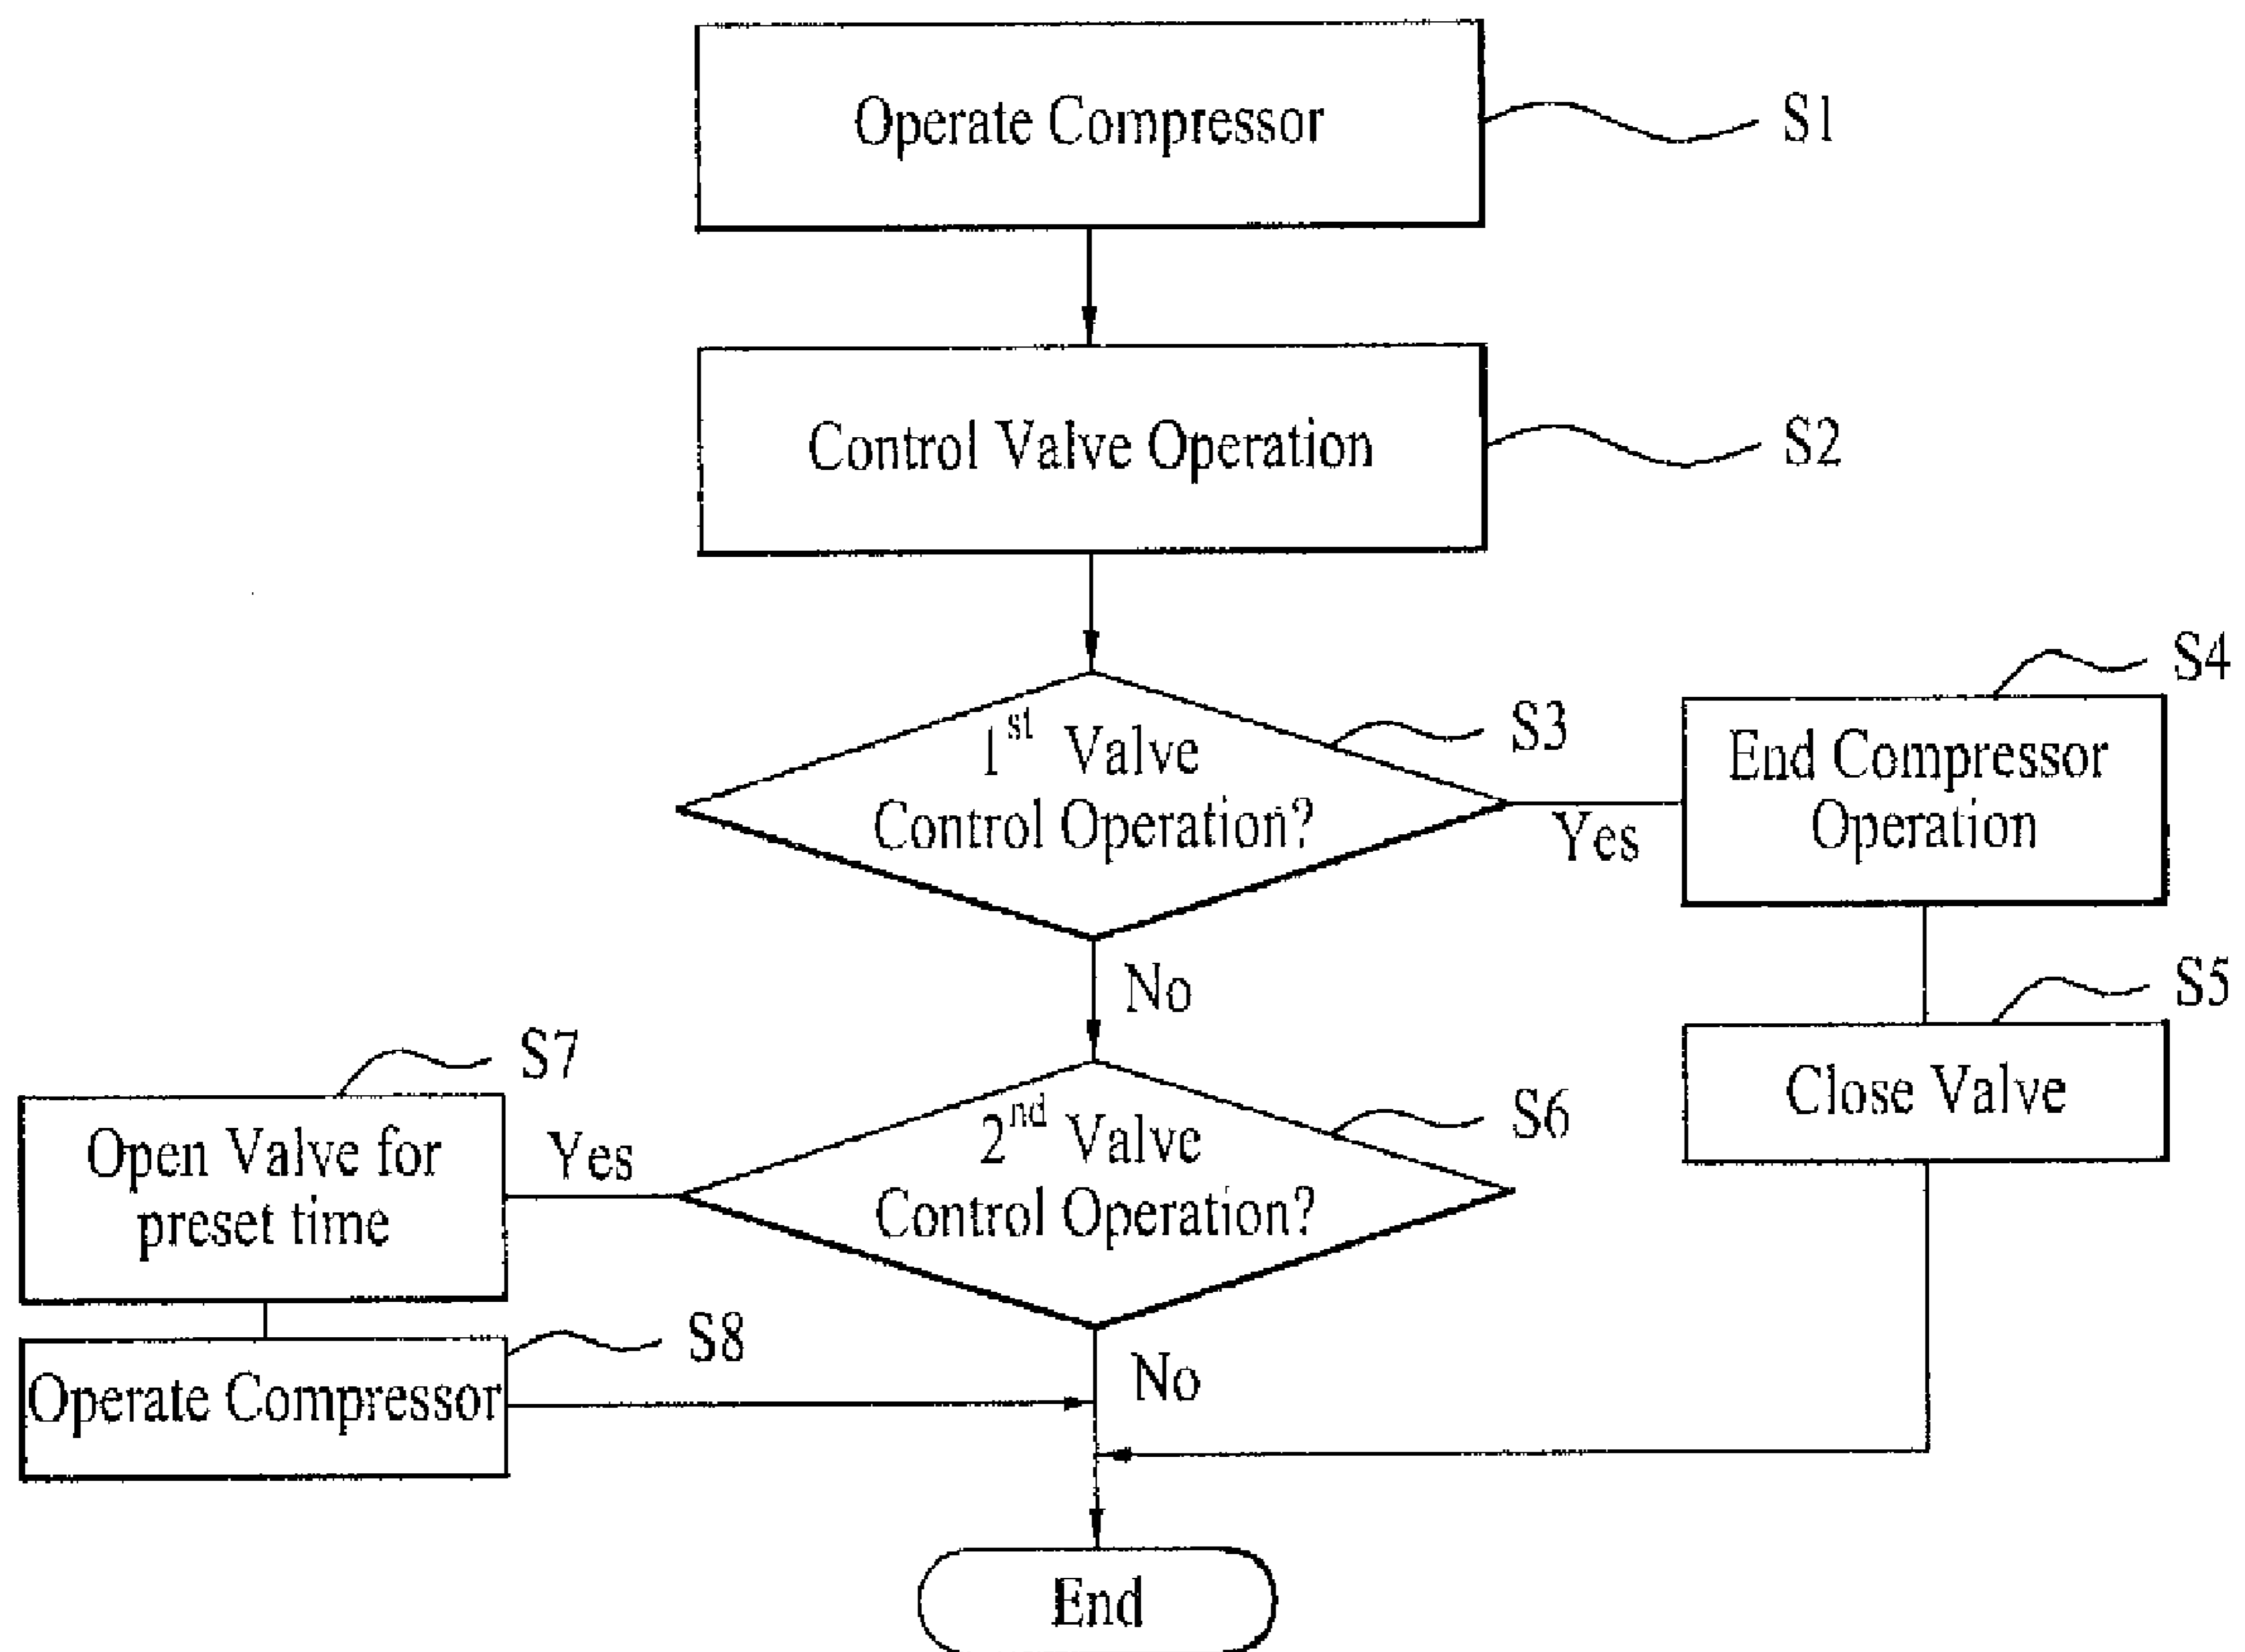 Operate Compressor
S1
Control Valve Operation
S2
1st Valve
Control Operation?
S3
Yes
S4
End Compressor
Operation
No
S5
Close Valve
2nd Valve
Control Operation?
S6
Yes
S7
Open Valve for
preset time
S8
Operate Compressor
No
End